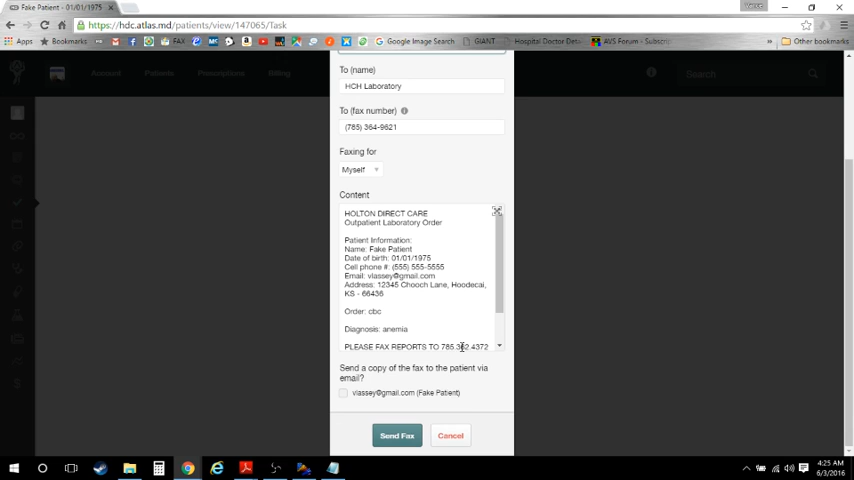 Fake Patient - 01/01/1975
https://hdc.atlas.md/patients/view/147065/Task
Apps
Bookmarks
FAX
Google Image Search
GIANT
Hospital Doctor Det
AVS Forum - Subscri
Other bookmarks
Account
Patients
Prescriptions
Billing
Search
To (name)
HCH Laboratory
To (fax number)
(785) 364-9621
Faxing for
Myself
Content
HOLTON DIRECT CARE
Outpatient Laboratory Order
Patient Information:
Name: Fake Patient
Date of birth: 01/01/1975
Cell phone #: (555) 555-5555
Email: vlassey@gmail.com
Address: 12345 Chooch Lane, Hoodecai,
KS - 66436
Order: cbc
Diagnosis: anemia
PLEASE FAX REPORTS TO
Send a copy of the fax to the patient via
email?
vlassey@gmail.com (Fake Patient)
Send Fax
Cancel
4:25 AM
6/3/2016